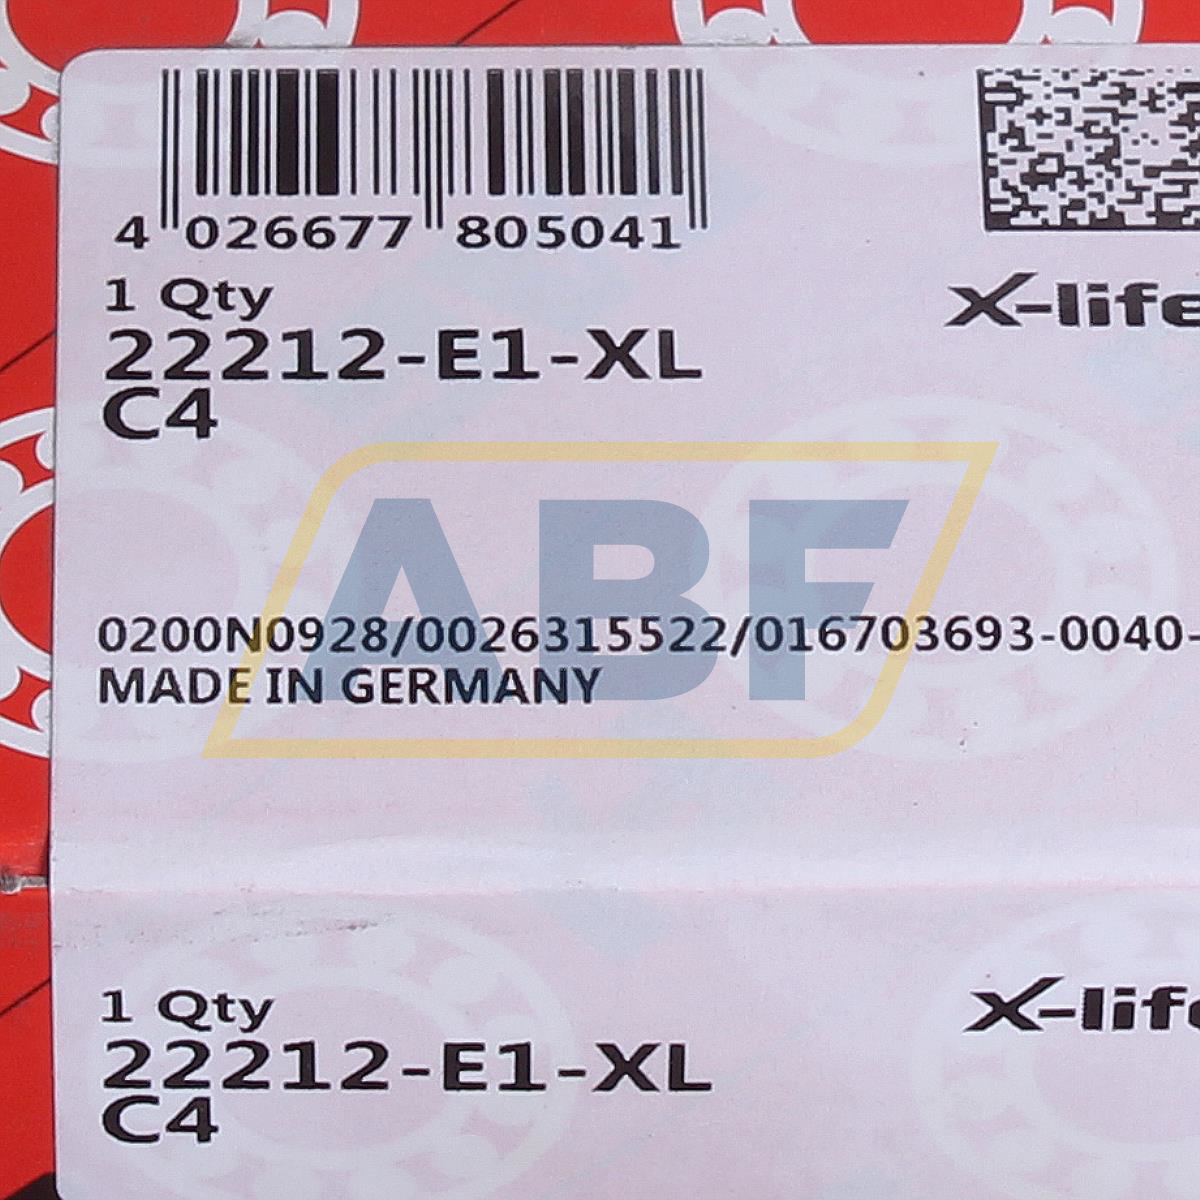 4 026677 805041
1 Qty
X-life
22212-E1-XL
C4
ABF
0200N0928/0026315522/016703693-0040-
MADE IN GERMANY
1 Qty
X-life
22212-E1-XL
C4